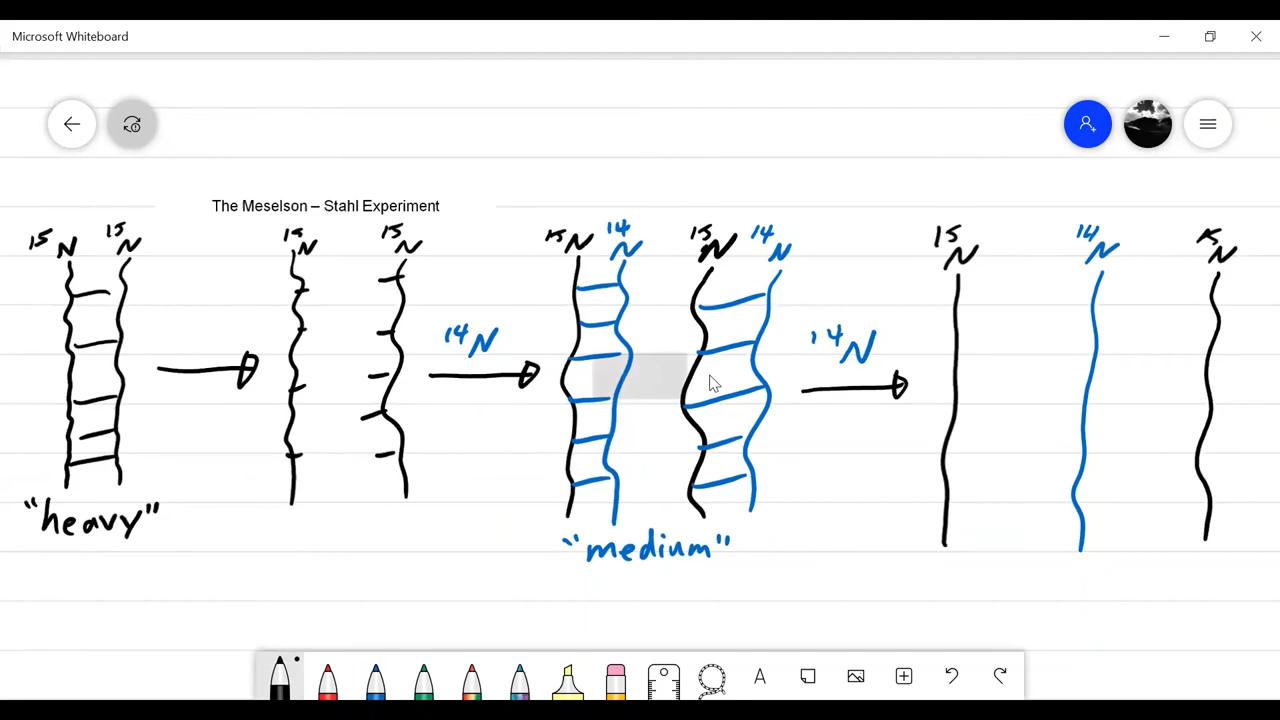 Microsoft Whiteboard
The Meselson – Stahl Experiment
15N 15N 15N 15N 15N 14N 15N 14N 15N 14N 15N
14N 14N
"heavy"
"medium"
A